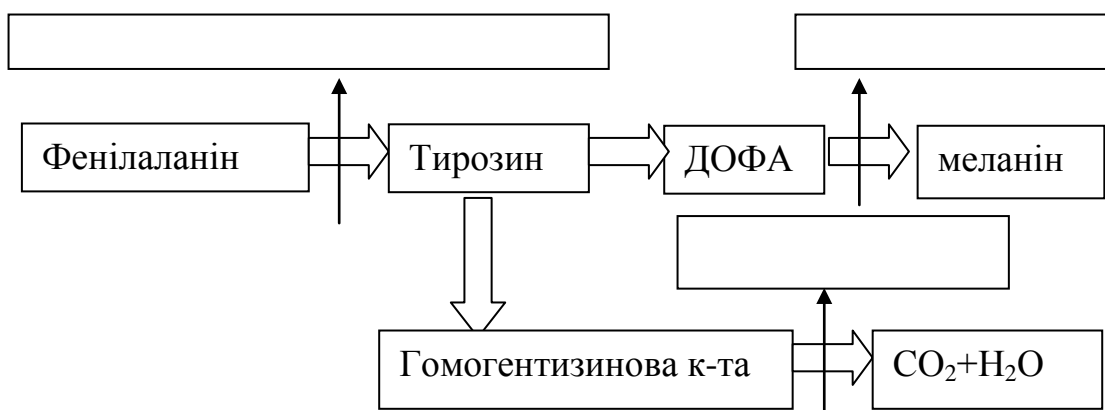 Фенілаланін
Тирозин
ДОФА
меланін
Гомогентизинова к-та
CO₂+H₂O